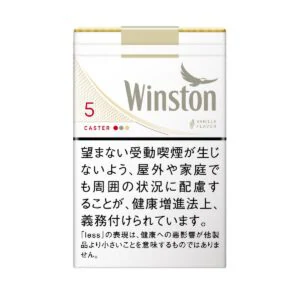 Winston
5
VANILLA
FLAVOR
CASTER
望まない受動喫煙が生じ
ないよう、屋外や家庭で
も周囲の状況に配慮す
ることが、健康増進法上、
義務付けられています。
「less」の表現は、健康への悪影響が他製
品より小さいことを意味するものではありま
せん。